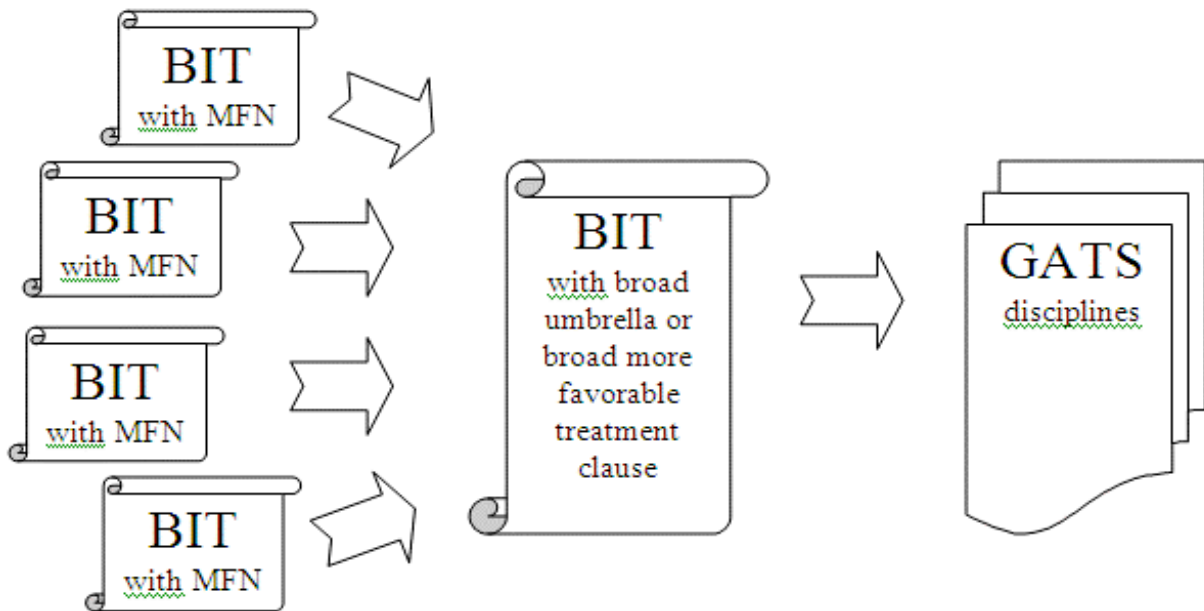 BIT
with MFN
BIT
with MFN
BIT
with MFN
BIT
with MFN
BIT
with broad
umbrella or
broad more
favorable
treatment
clause
GATS
disciplines